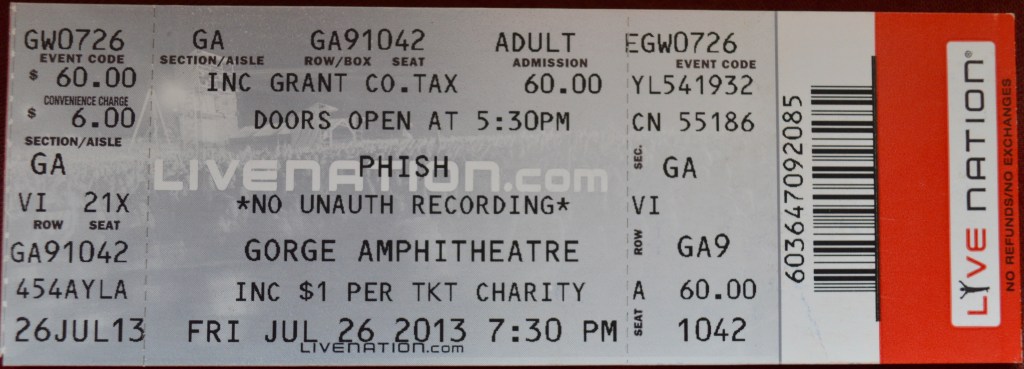 GW0726 GA GA91042 ADULT EGW0726
EVENT CODE SECTION/AISLE ROW/BOX SEAT ADMISSION EVENT CODE
$ 60.00 INC GRANT CO.TAX 60.00 YL541932
CONVENIENCE CHARGE
$ 6.00 DOORS OPEN AT 5:30PM CN 55186
SECTION/AISLE
GA PHISH SEC. GA
LIVENATION.com
VI 21X *NO UNAUTH RECORDING* VI
ROW SEAT
GA91042 GORGE AMPHITHEATRE ROW GA9
454AYLA INC $1 PER TKT CHARITY A 60.00
26JUL13 FRI JUL 26 2013 7:30 PM SEAT 1042
LIVENATION.com
603647092085
LIVE NATION®
NO REFUNDS/NO EXCHANGES